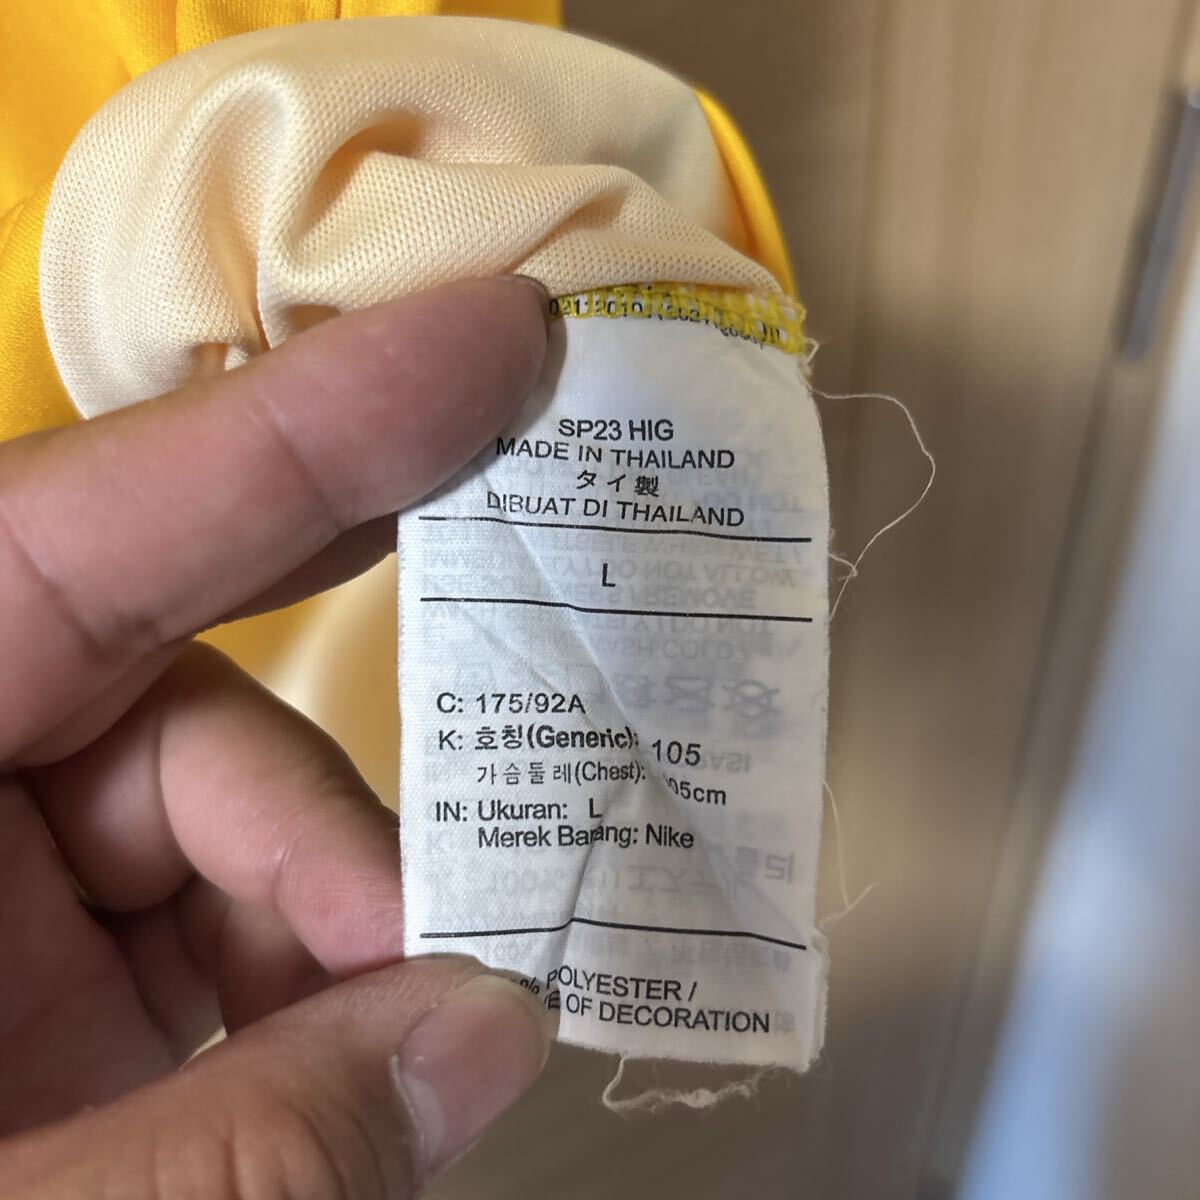 SP23 HIG
MADE IN THAILAND
タイ製
DIBUAT DI THAILAND
L
C: 175/92A
K: 호칭(Generic): 105
가슴둘레(Chest): 105cm
IN: Ukuran: L
Merek Barang: Nike
POLYESTER /
OF DECORATION